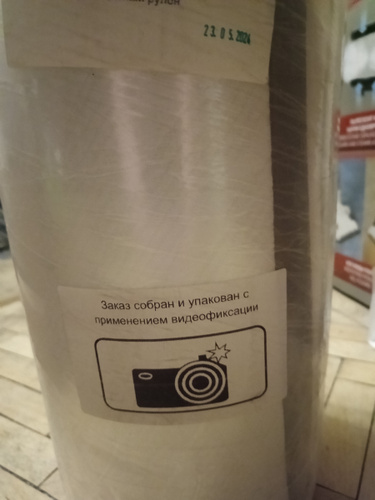 рулон
23.05.2024
Заказ собран и упакован с
применением видеофиксации